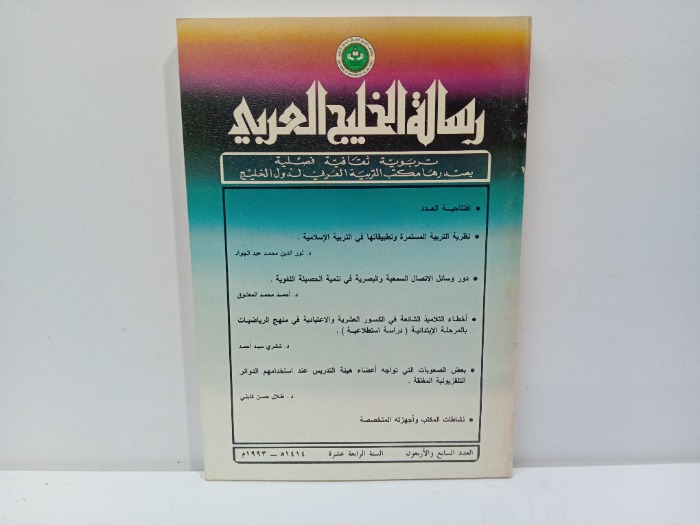 رسالة الخليج العربي
تربوية ثقافية فصلية
يصدرها مكتب التربية العربي لدول الخليج
• افتتاحية العدد
• نظرية التربية المستمرة وتطبيقاتها في التربية الإسلامية .
د. نور الدين محمد عبد الجواد
• دور وسائل الاتصال السمعية والبصرية في تنمية الحصيلة اللغوية .
د. أحمد محمد المعتوق
• أخطاء التلاميذ الشائعة في الكسور العشرية والاعتيادية في منهج الرياضيات
بالمرحلة الإبتدائية ( دراسة استطلاعية ) .
د. شكري سيد أحمد
• بعض الصعوبات التي تواجه أعضاء هيئة التدريس عند استخدامهم الدوائر
التلفزيونية المغلقة .
د. طلال حسن كابلي
• نشاطات المكتب وأجهزته المتخصصة
العدد السابع والأربعون السنة الرابعة عشرة ١٤١٤هـ — ١٩٩٣م